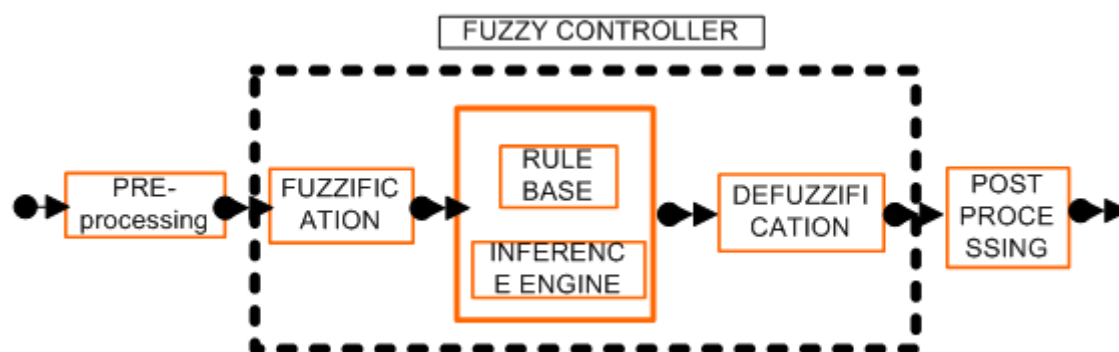 FUZZY CONTROLLER
PRE-
processing
FUZZIFIC
ATION
RULE
BASE
INFERENC
E ENGINE
DEFUZZIFI
CATION
POST
PROCE
SSING